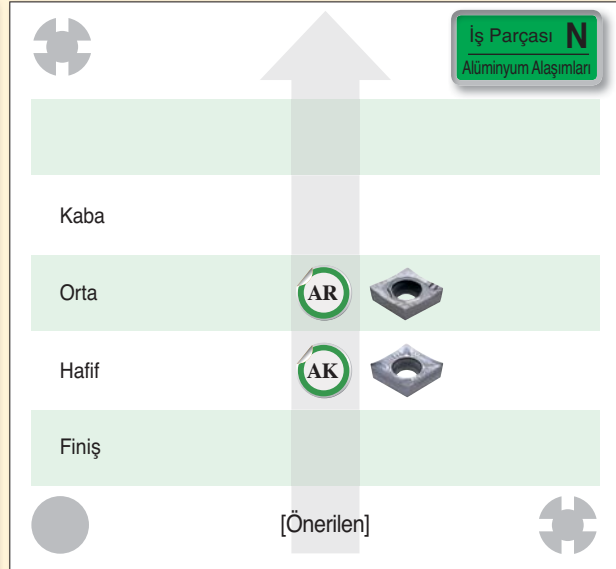 İş Parçası N
Alüminyum Alaşımları
Kaba
Orta AR
Hafif AK
Finiş
[Önerilen]